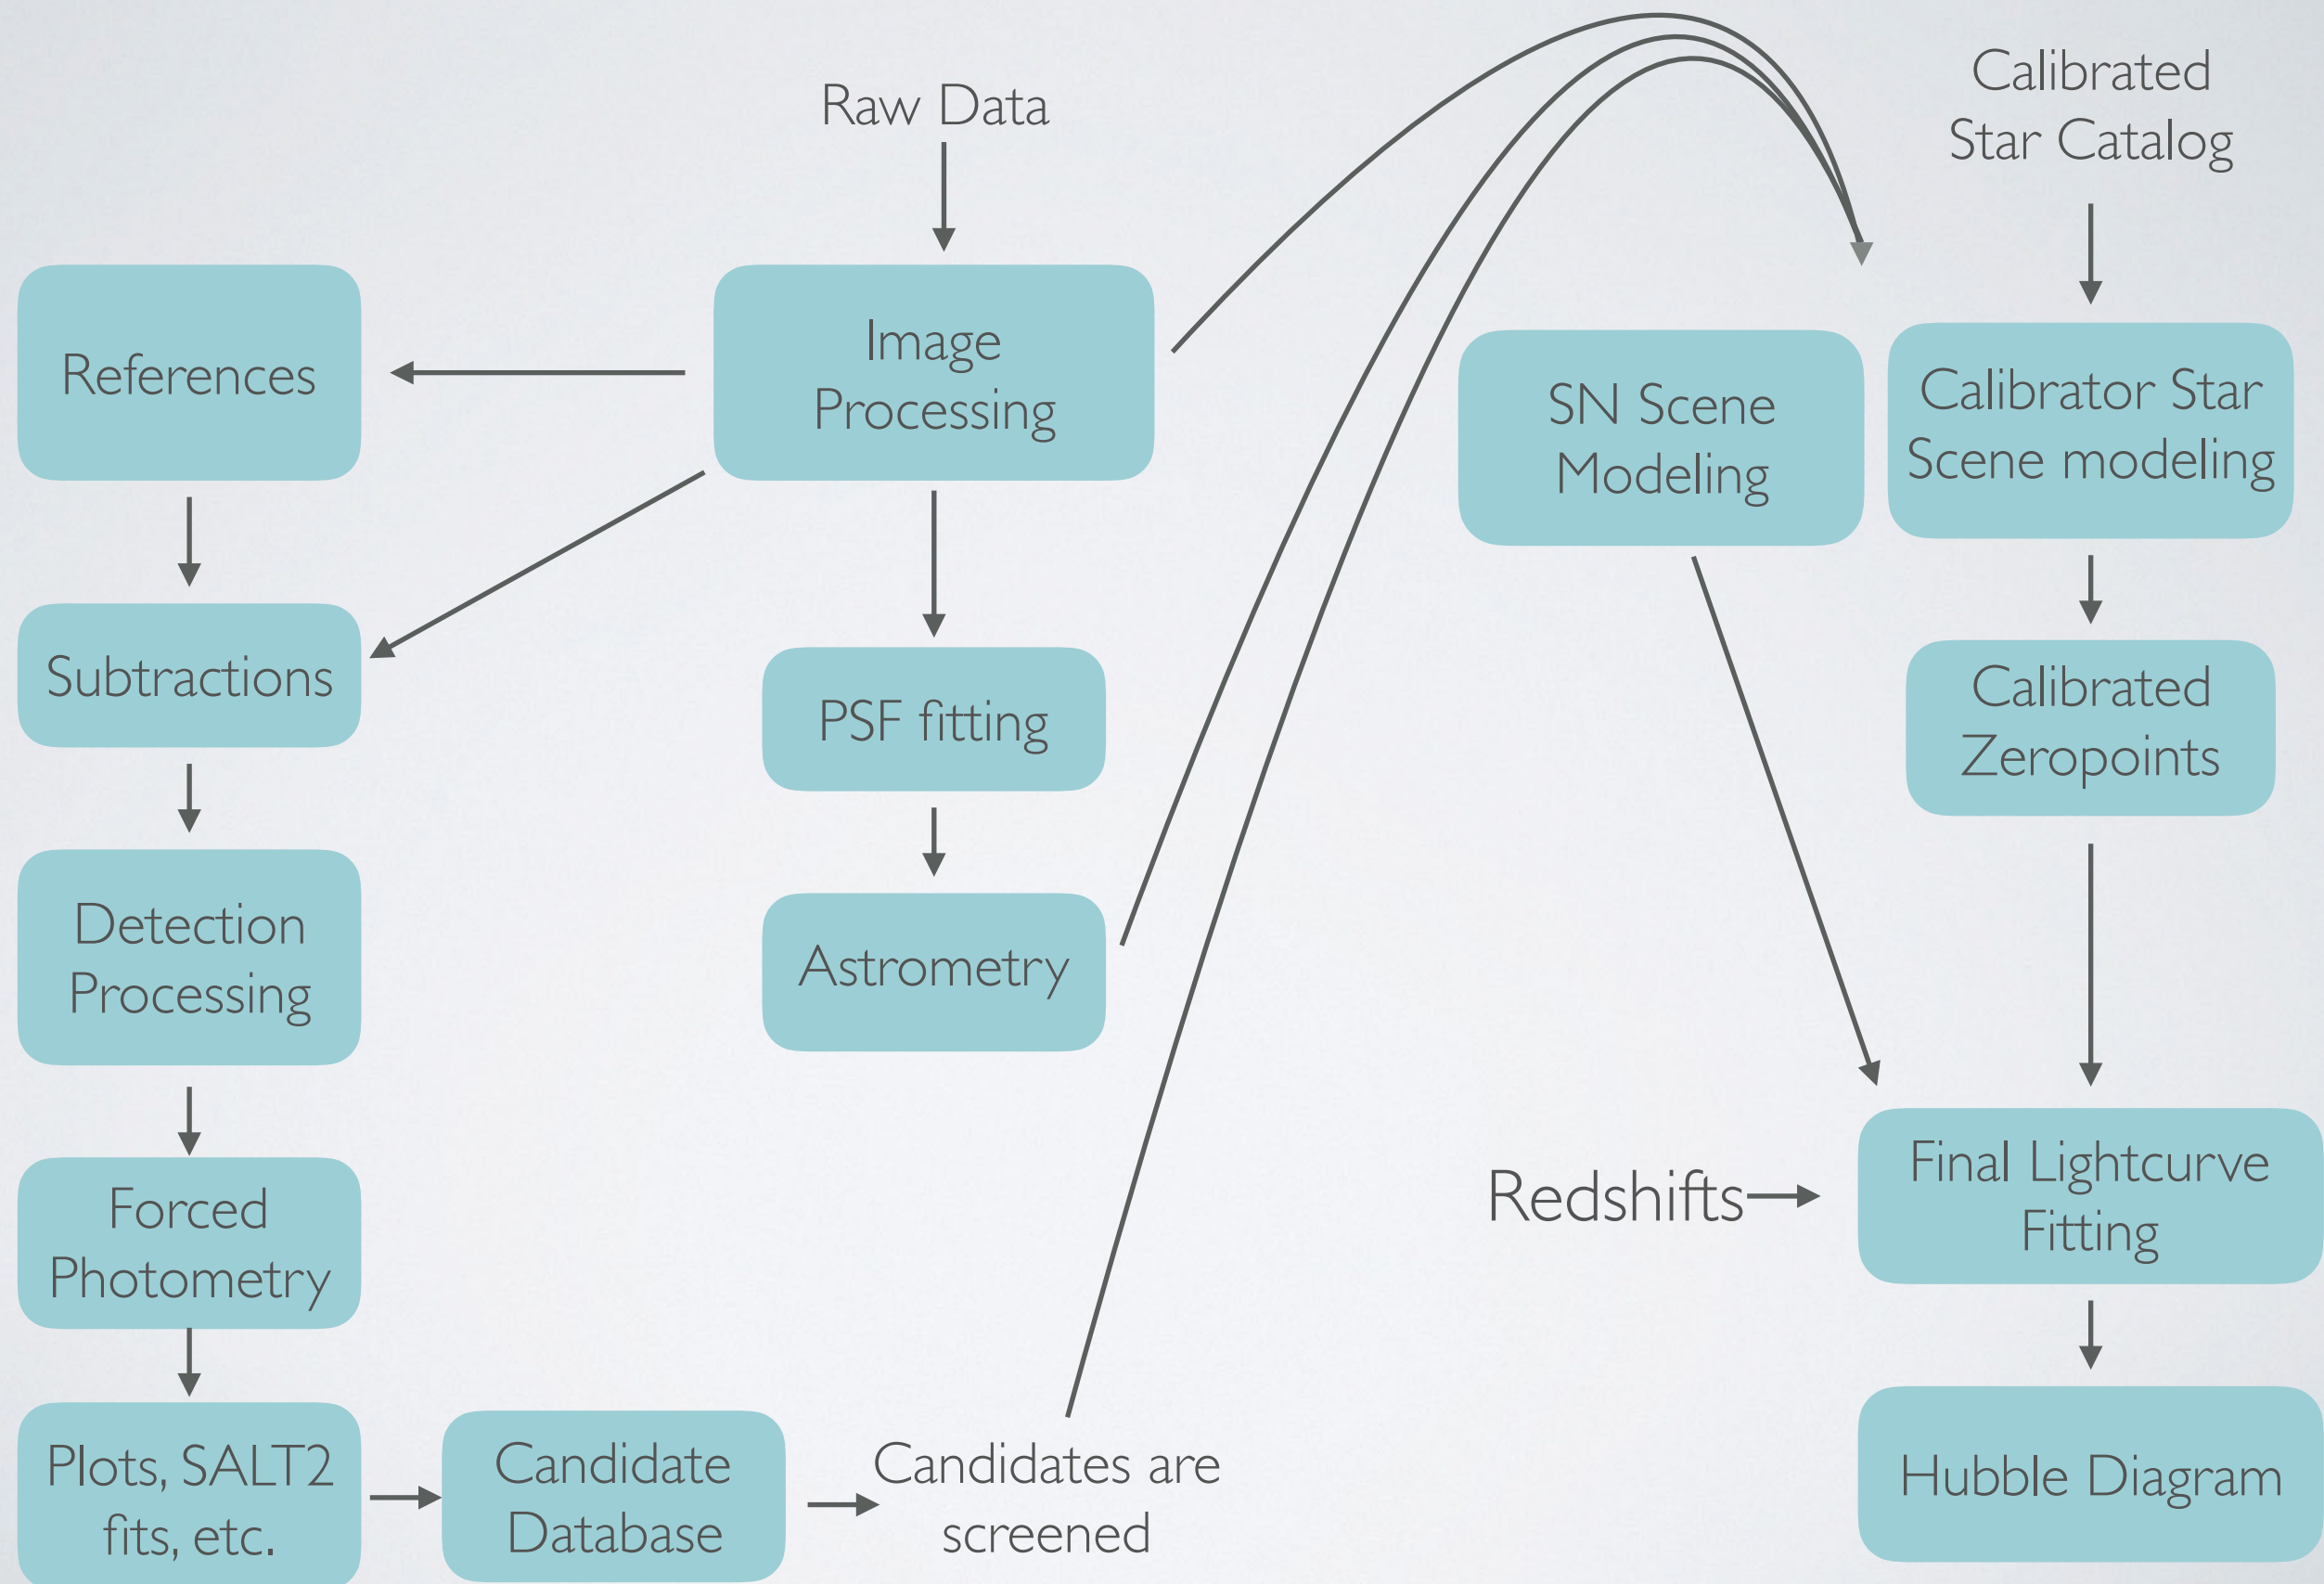 Raw Data
Calibrated
Star Catalog
References
Image
Processing
SN Scene
Modeling
Calibrator Star
Scene modeling
Subtractions
PSF fitting
Calibrated
Zeropoints
Detection
Processing
Astrometry
Forced
Photometry
Redshifts
Final Lightcurve
Fitting
Plots, SALT2
fits, etc.
Candidate
Database
Candidates are
screened
Hubble Diagram